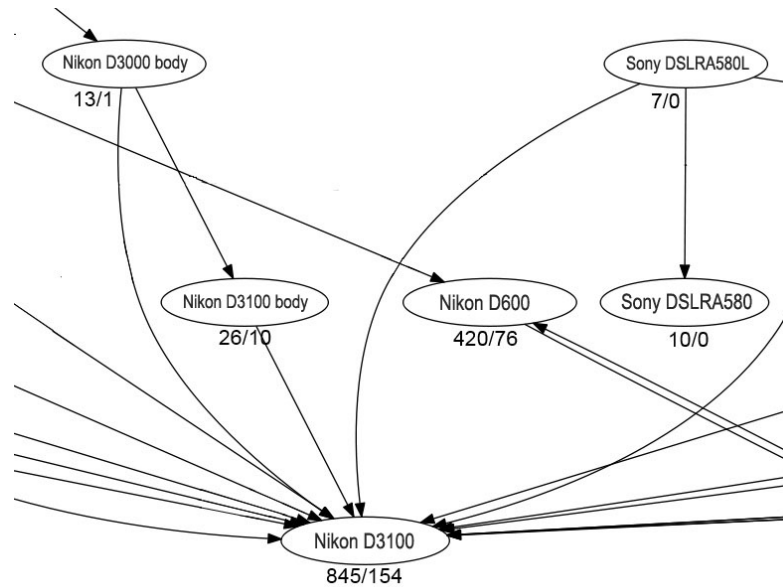 Nikon D3000 body
13/1
Sony DSLRA580L
7/0
Nikon D3100 body
26/10
Nikon D600
420/76
Sony DSLRA580
10/0
Nikon D3100
845/154